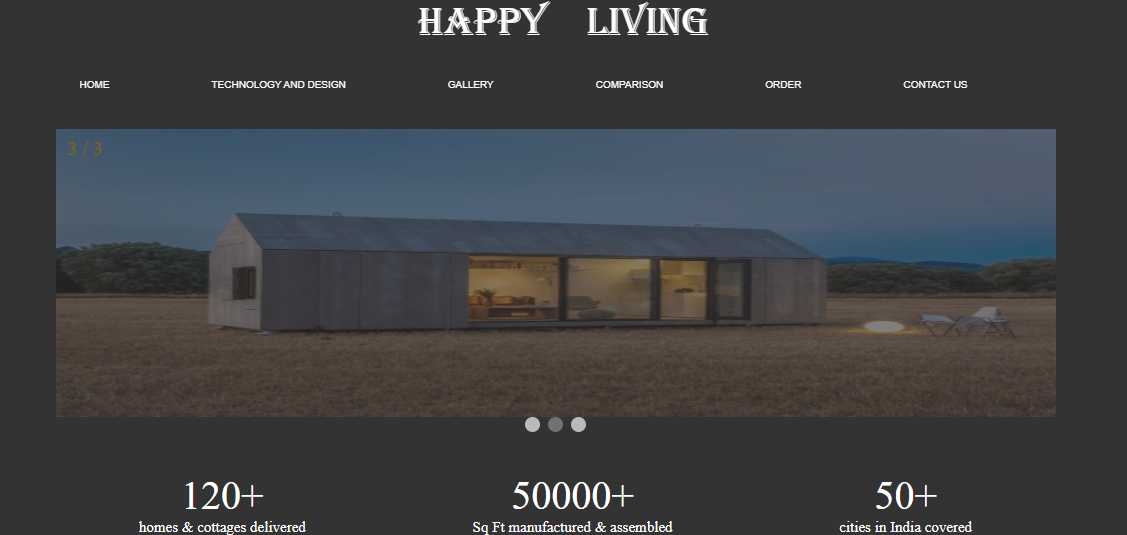 HAPPY LIVING
HOME TECHNOLOGY AND DESIGN GALLERY COMPARISON ORDER CONTACT US
3 / 3
120+ 50000+ 50+
homes & cottages delivered Sq Ft manufactured & assembled cities in India covered